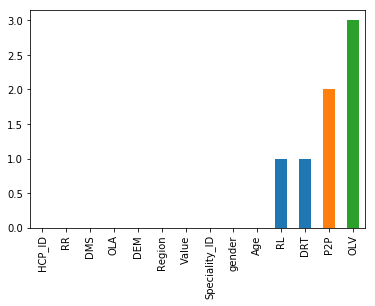 3.0
2.5
2.0
1.5
1.0
0.5
0.0
HCP_ID
RR
DMS
OLA
DEM
Region
Value
Speciality_ID
gender
Age
RL
DRT
P2P
OLV